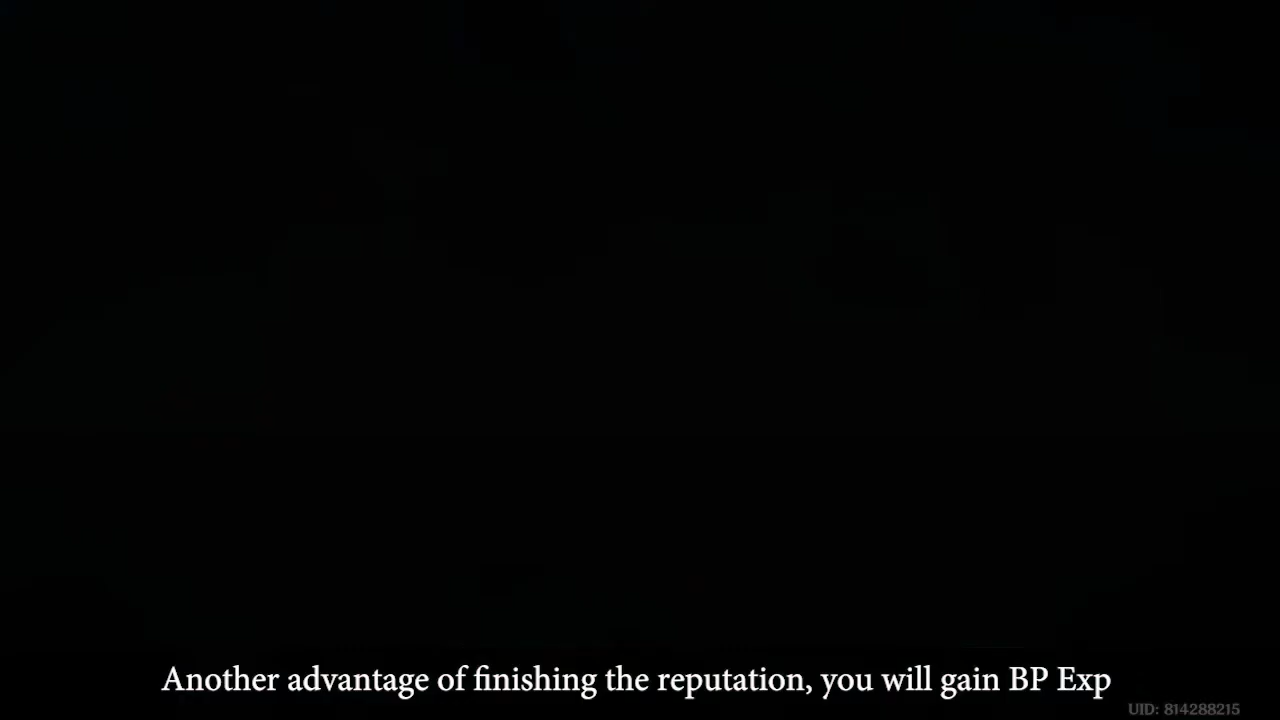 Another advantage of finishing the reputation, you will gain BP Exp
UID: 814288215